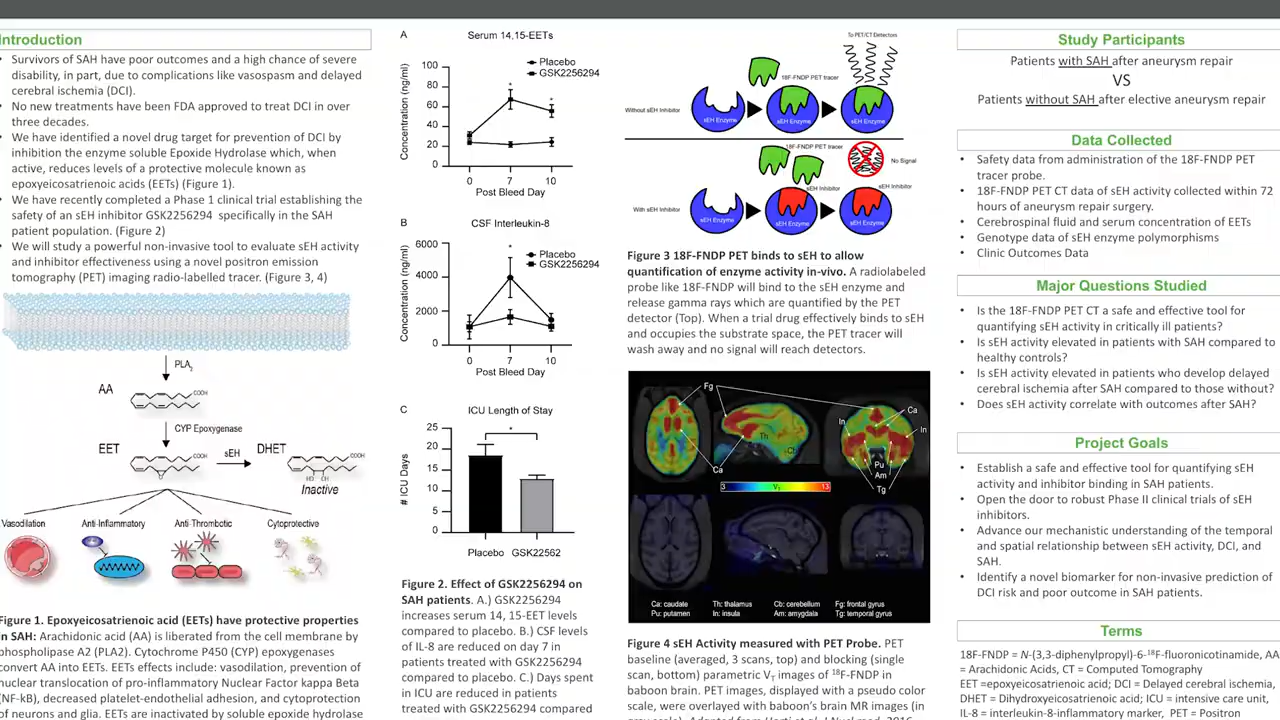 Introduction
• Survivors of SAH have poor outcomes and a high chance of severe
disability, in part, due to complications like vasospasm and delayed
cerebral ischemia (DCI).
• No new treatments have been FDA approved to treat DCI in over
three decades.
• We have identified a novel drug target for prevention of DCI by
inhibition the enzyme soluble Epoxide Hydrolase which, when
active, reduces levels of a protective molecule known as
epoxyeicosatrienoic acids (EETs) (Figure 1).
• We have recently completed a Phase 1 clinical trial establishing the
safety of an sEH inhibitor GSK2256294 specifically in the SAH
patient population. (Figure 2)
• We will study a powerful non-invasive tool to evaluate sEH activity
and inhibitor effectiveness using a novel positron emission
tomography (PET) imaging radio-labelled tracer. (Figure 3, 4)
PLA2
AA
COOH
CYP Epoxygenase
EET
COOH
sEH
DHET
COOH
Inactive
Vasodilation
Anti-Inflammatory
Anti-Thrombotic
Cytoprotective
Figure 1. Epoxyeicosatrienoic (EETs) have protective properties
in SAH: Arachidonic acid (AA) is liberated from the cell membrane by
phospholipase A2 (PLA2). Cytochrome P450 (CYP) epoxygenases
convert AA into EETs. EETs effects include: vasodilation, prevention of
nuclear translocation of pro-inflammatory Nuclear Factor kappa Beta
(NF-kB), decreased platelet-endothelial adhesion, and cytoprotection
of neurons and glia. EETs are inactivated by soluble epoxide hydrolase
A
Serum 14,15-EETs
Placebo
GSK2256294
Concentration (ng/ml)
100
80
60
40
20
0
*
*
0 7 10
Post Bleed Day
B
CSF Interleukin-8
Placebo
GSK2256294
Concentration (ng/ml)
6000
4000
2000
0
*
0 7 10
Post Bleed Day
C
ICU Length of Stay
# ICU Days
25
20
15
10
5
0
*
Placebo GSK22562
Figure 2. Effect of GSK2256294 on
SAH patients. A.) GSK2256294
increases serum 14, 15-EET levels
compared to placebo. B.) CSF levels
of IL-8 are reduced on day 7 in
patients treated with GSK2256294
compared to placebo. C.) Days spent
in ICU are reduced in patients
treated with GSK2256294 compared
To PET/CT Detectors
18F-FNDP PET tracer
Without sEH Inhibitor
sEH Enzyme
sEH Enzyme
sEH Enzyme
18F-FNDP PET tracer
No Signal
sEH Inhibitor
sEH Inhibitor
With sEH Inhibitor
sEH Enzyme
sEH Enzyme
sEH Enzyme
Figure 3 18F-FNDP PET binds to sEH to allow
quantification of enzyme activity in-vivo. A radiolabeled
probe like 18F-FNDP will bind to the sEH enzyme and
release gamma rays which are quantified by the PET
detector (Top). When a trial drug effectively binds to sEH
and occupies the substrate space, the PET tracer will
wash away and no signal will reach detectors.
Fg
Ca
In
In
Th
Cb
Ca
Pu
Am
Tg
3 VT 13
Ca: caudate Th: thalamus Cb: cerebellum Fg: frontal gyrus
Pu: putamen In: insula Am: amygdala Tg: temporal gyrus
Figure 4 sEH Activity measured with PET Probe. PET
baseline (averaged, 3 scans, top) and blocking (single
scan, bottom) parametric VT images of 18F-FNDP in
baboon brain. PET images, displayed with a pseudo color
scale, were overlayed with baboon's brain MR images (in
Study Participants
Patients with SAH after aneurysm repair
VS
Patients without SAH after elective aneurysm repair
Data Collected
• Safety data from administration of the 18F-FNDP PET
tracer probe.
• 18F-FNDP PET CT data of sEH activity collected within 72
hours of aneurysm repair surgery.
• Cerebrospinal fluid and serum concentration of EETs
• Genotype data of sEH enzyme polymorphisms
• Clinic Outcomes Data
Major Questions Studied
• Is the 18F-FNDP PET CT a safe and effective tool for
quantifying sEH activity in critically ill patients?
• Is sEH activity elevated in patients with SAH compared to
healthy controls?
• Is sEH activity elevated in patients who develop delayed
cerebral ischemia after SAH compared to those without?
• Does sEH activity correlate with outcomes after SAH?
Project Goals
• Establish a safe and effective tool for quantifying sEH
activity and inhibitor binding in SAH patients.
• Open the door to robust Phase II clinical trials of sEH
inhibitors.
• Advance our mechanistic understanding of the temporal
and spatial relationship between sEH activity, DCI, and
SAH.
• Identify a novel biomarker for non-invasive prediction of
DCI risk and poor outcome in SAH patients.
Terms
18F-FNDP = N-(3,3-diphenylpropyl)-6-18F-fluoronicotinamide, AA
= Arachidonic Acids, CT = Computed Tomography
EET =epoxyeicosatrienoic acid; DCI = Delayed cerebral ischemia,
DHET = Dihydroxyeicosatrienoic acid; ICU = intensive care unit,
IL-8 = interleukin-8-inflammatory marker, PET = Positron